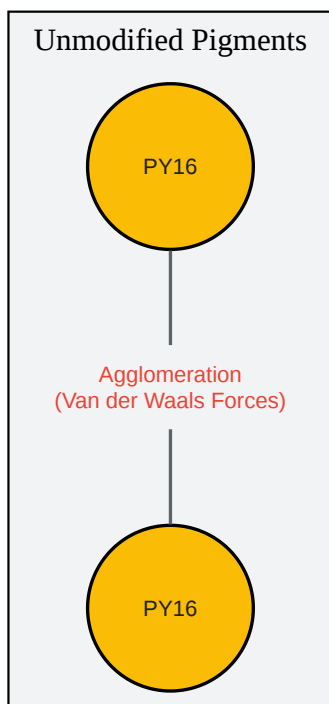 Unmodified Pigments
PY16
Agglomeration
(Van der Waals Forces)
PY16